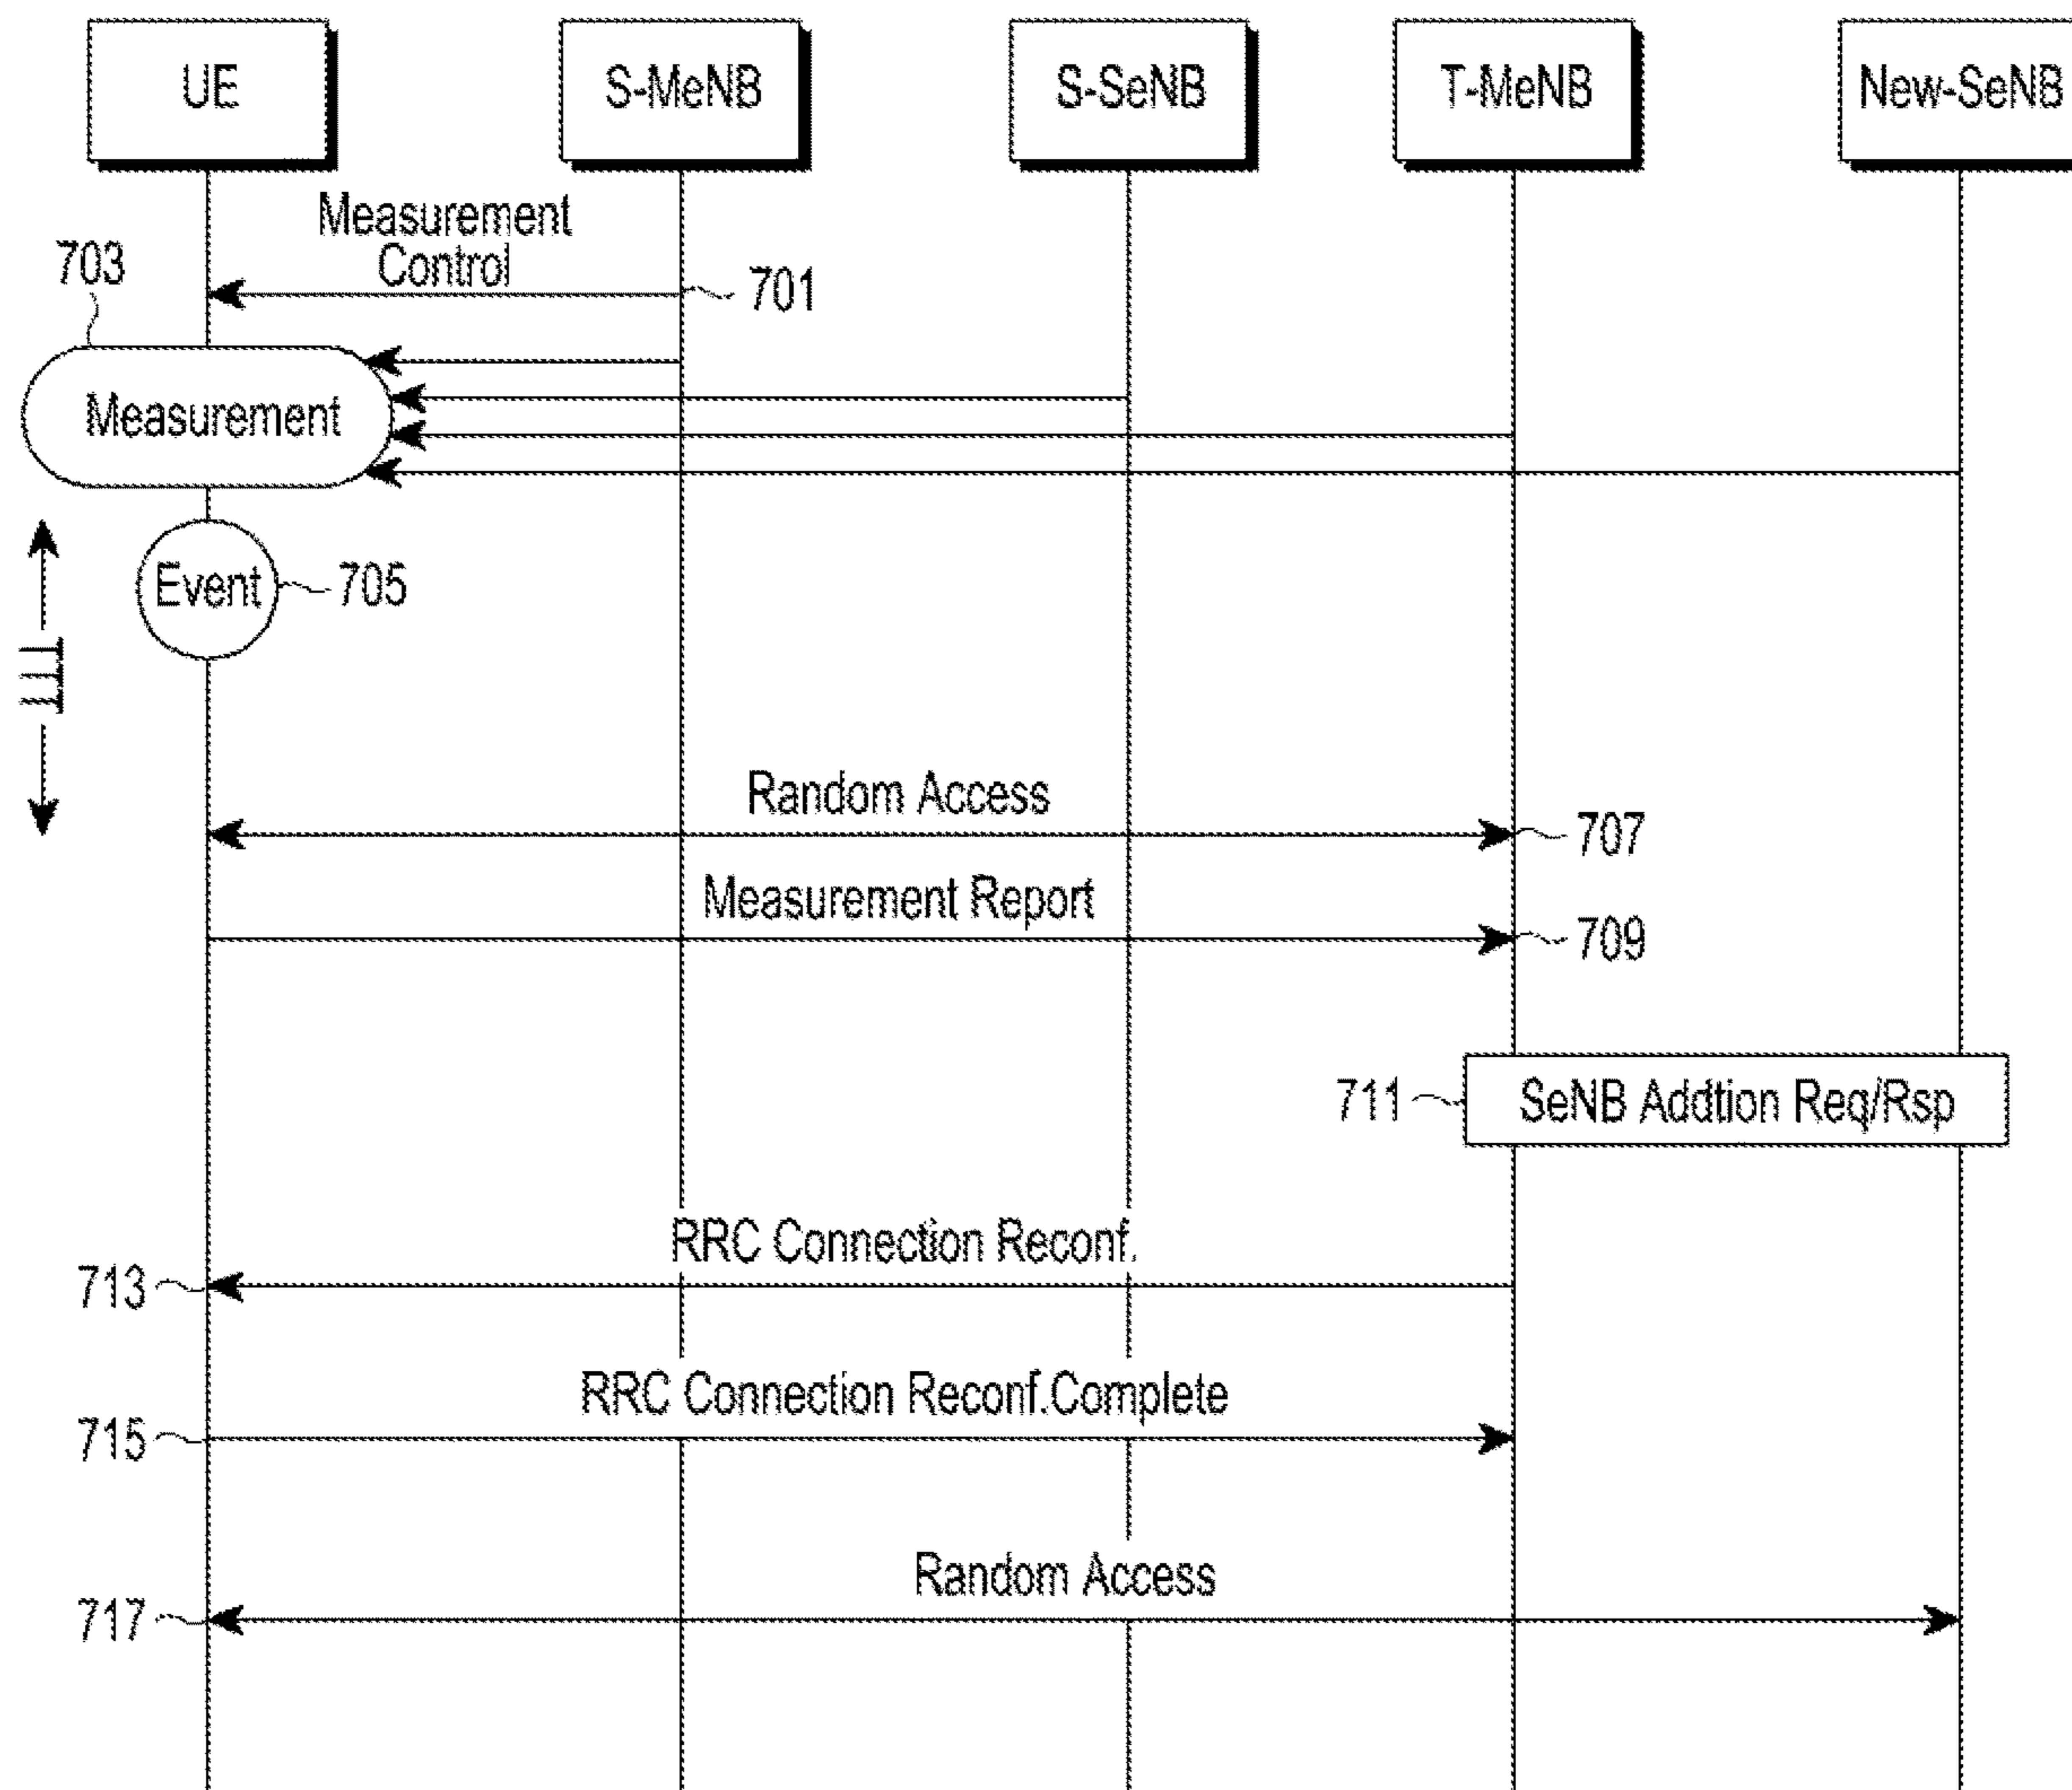 UE
S-MeNB
S-SeNB
T-MeNB
New-SeNB
Measurement
Control
703
701
Measurement
Event
705
TTT
Random Access
707
Measurement Report
709
711
SeNB Addtion Req/Rsp
RRC Connection Reconf.
713
RRC Connection Reconf.Complete
715
Random Access
717